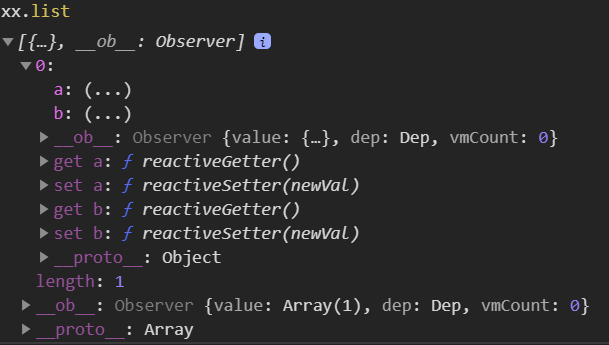 xx.list
▼[{…}, __ob__: Observer] i
▼0:
a: (...)
b: (...)
▶__ob__: Observer {value: {…}, dep: Dep, vmCount: 0}
▶get a: ƒ reactiveGetter()
▶set a: ƒ reactiveSetter(newVal)
▶get b: ƒ reactiveGetter()
▶set b: ƒ reactiveSetter(newVal)
▶__proto__: Object
length: 1
▶__ob__: Observer {value: Array(1), dep: Dep, vmCount: 0}
▶__proto__: Array